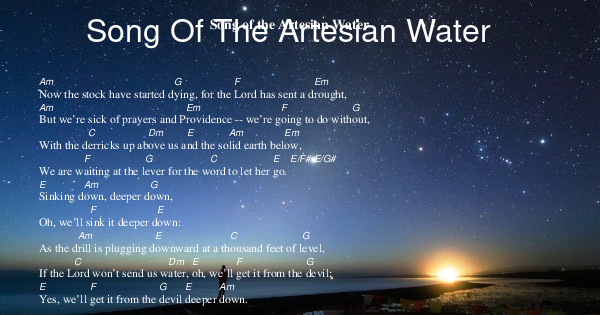 Song of the Artesian Water
Song Of The Artesian Water
Am G F Em
Now the stock have started dying, for the Lord has sent a drought,
Am Em F G
But we're sick of prayers and Providence -- we're going to do without,
C Dm E Am Em
With the derricks up above us and the solid earth below,
F G C E E/F# E/G#
We are waiting at the lever for the word to let her go.
E Am G
Sinking down, deeper down,
F E
Oh, we'll sink it deeper down:
Am E C G
As the drill is plugging downward at a thousand feet of level,
C Dm E F G
If the Lord won't send us water, oh, we'll get it from the devil;
E F G E Am
Yes, we'll get it from the devil deeper down.